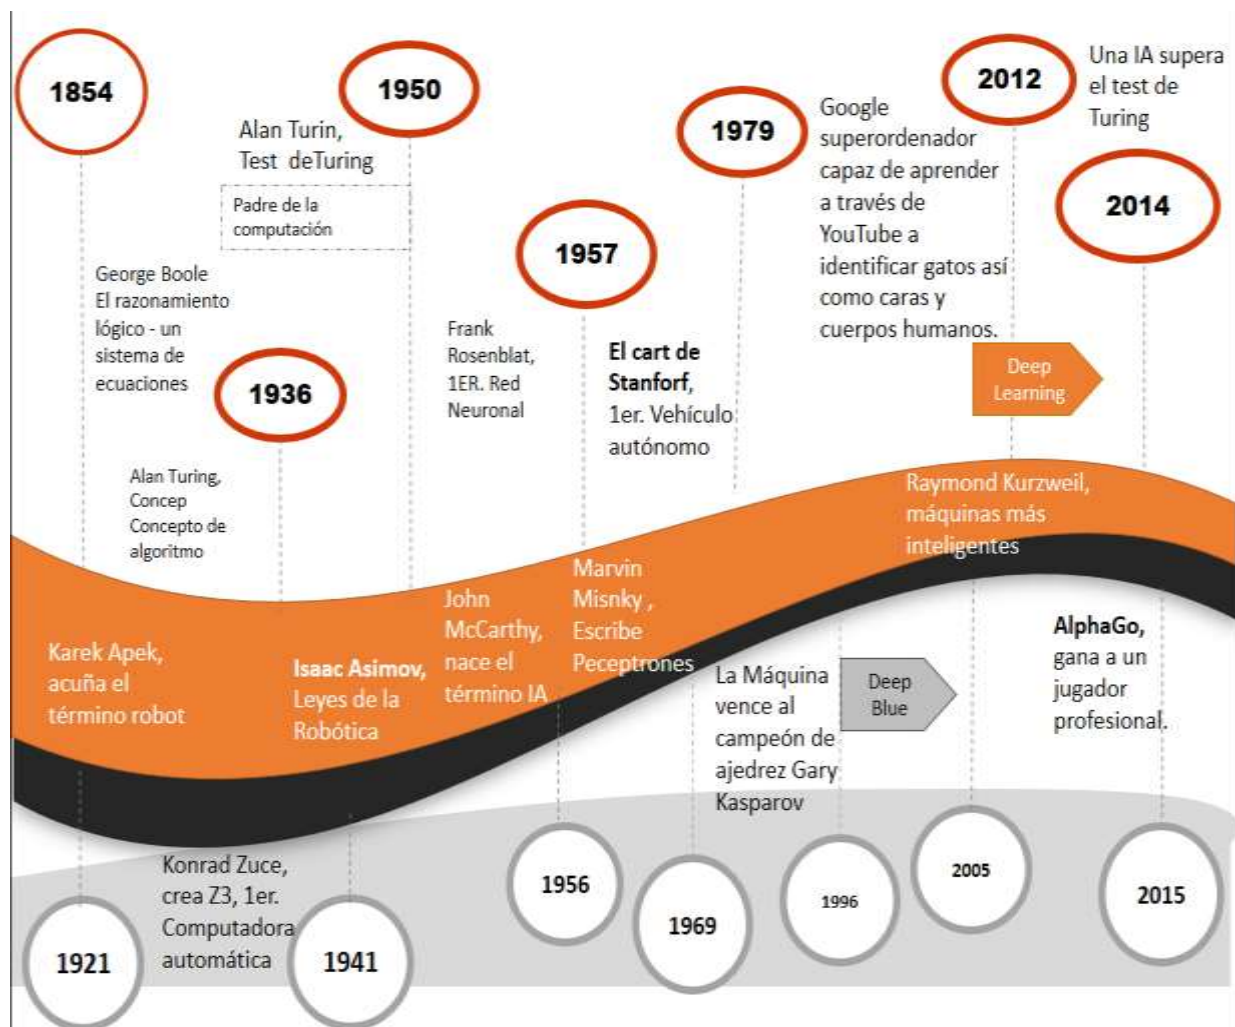 1854
George Boole
El razonamiento
lógico - un
sistema de
ecuaciones
1950
Alan Turin,
Test deTuring
Padre de la
computación
1936
Alan Turing,
Concep
Concepto de
algoritmo
1957
Frank
Rosenblat,
1ER. Red
Neuronal
1979
El cart de
Stanforf,
1er. Vehículo
autónomo
2012
Google
superordenador
capaz de aprender
a través de
YouTube a
identificar gatos así
como caras y
cuerpos humanos.
Deep
Learning
Una IA supera
el test de
Turing
2014
Karek Apek,
acuña el
término robot
1921
Konrad Zuce,
crea Z3, 1er.
Computadora
automática
Isaac Asimov,
Leyes de la
Robótica
1941
John
McCarthy,
nace el
término IA
1956
Marvin
Misnky ,
Escribe
Peceptrones
1969
La Máquina
vence al
campeón de
ajedrez Gary
Kasparov
Deep
Blue
1996
Raymond Kurzweil,
máquinas más
inteligentes
2005
AlphaGo,
gana a un
jugador
profesional.
2015